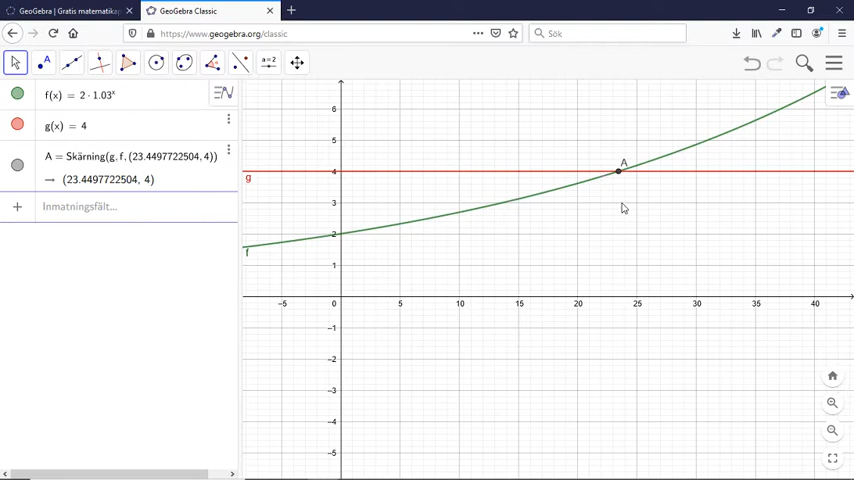 GeoGebra | Gratis matematikap
GeoGebra Classic
https://www.geogebra.org/classic
Sök
A
a=2
f(x) = 2 · 1.03ˣ
g(x) = 4
A = Skärning(g, f, (23.4497722504, 4))
→ (23.4497722504, 4)
Inmatningsfält...
6
5
4
3
2
1
0
−1
−2
−3
−4
−5
−5
5
10
15
20
25
30
35
40
g
f
A